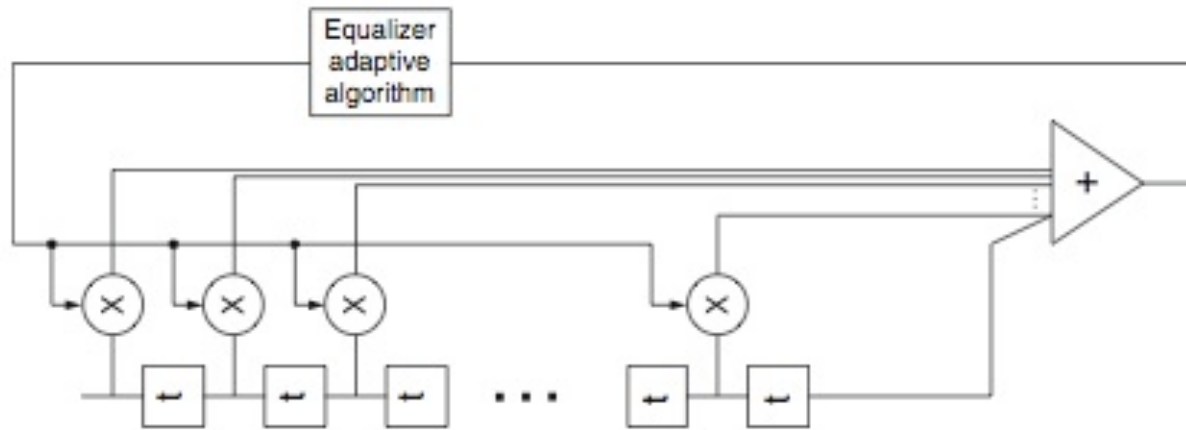 Equalizer
adaptive
algorithm
+
X X X X
t t t ... t t